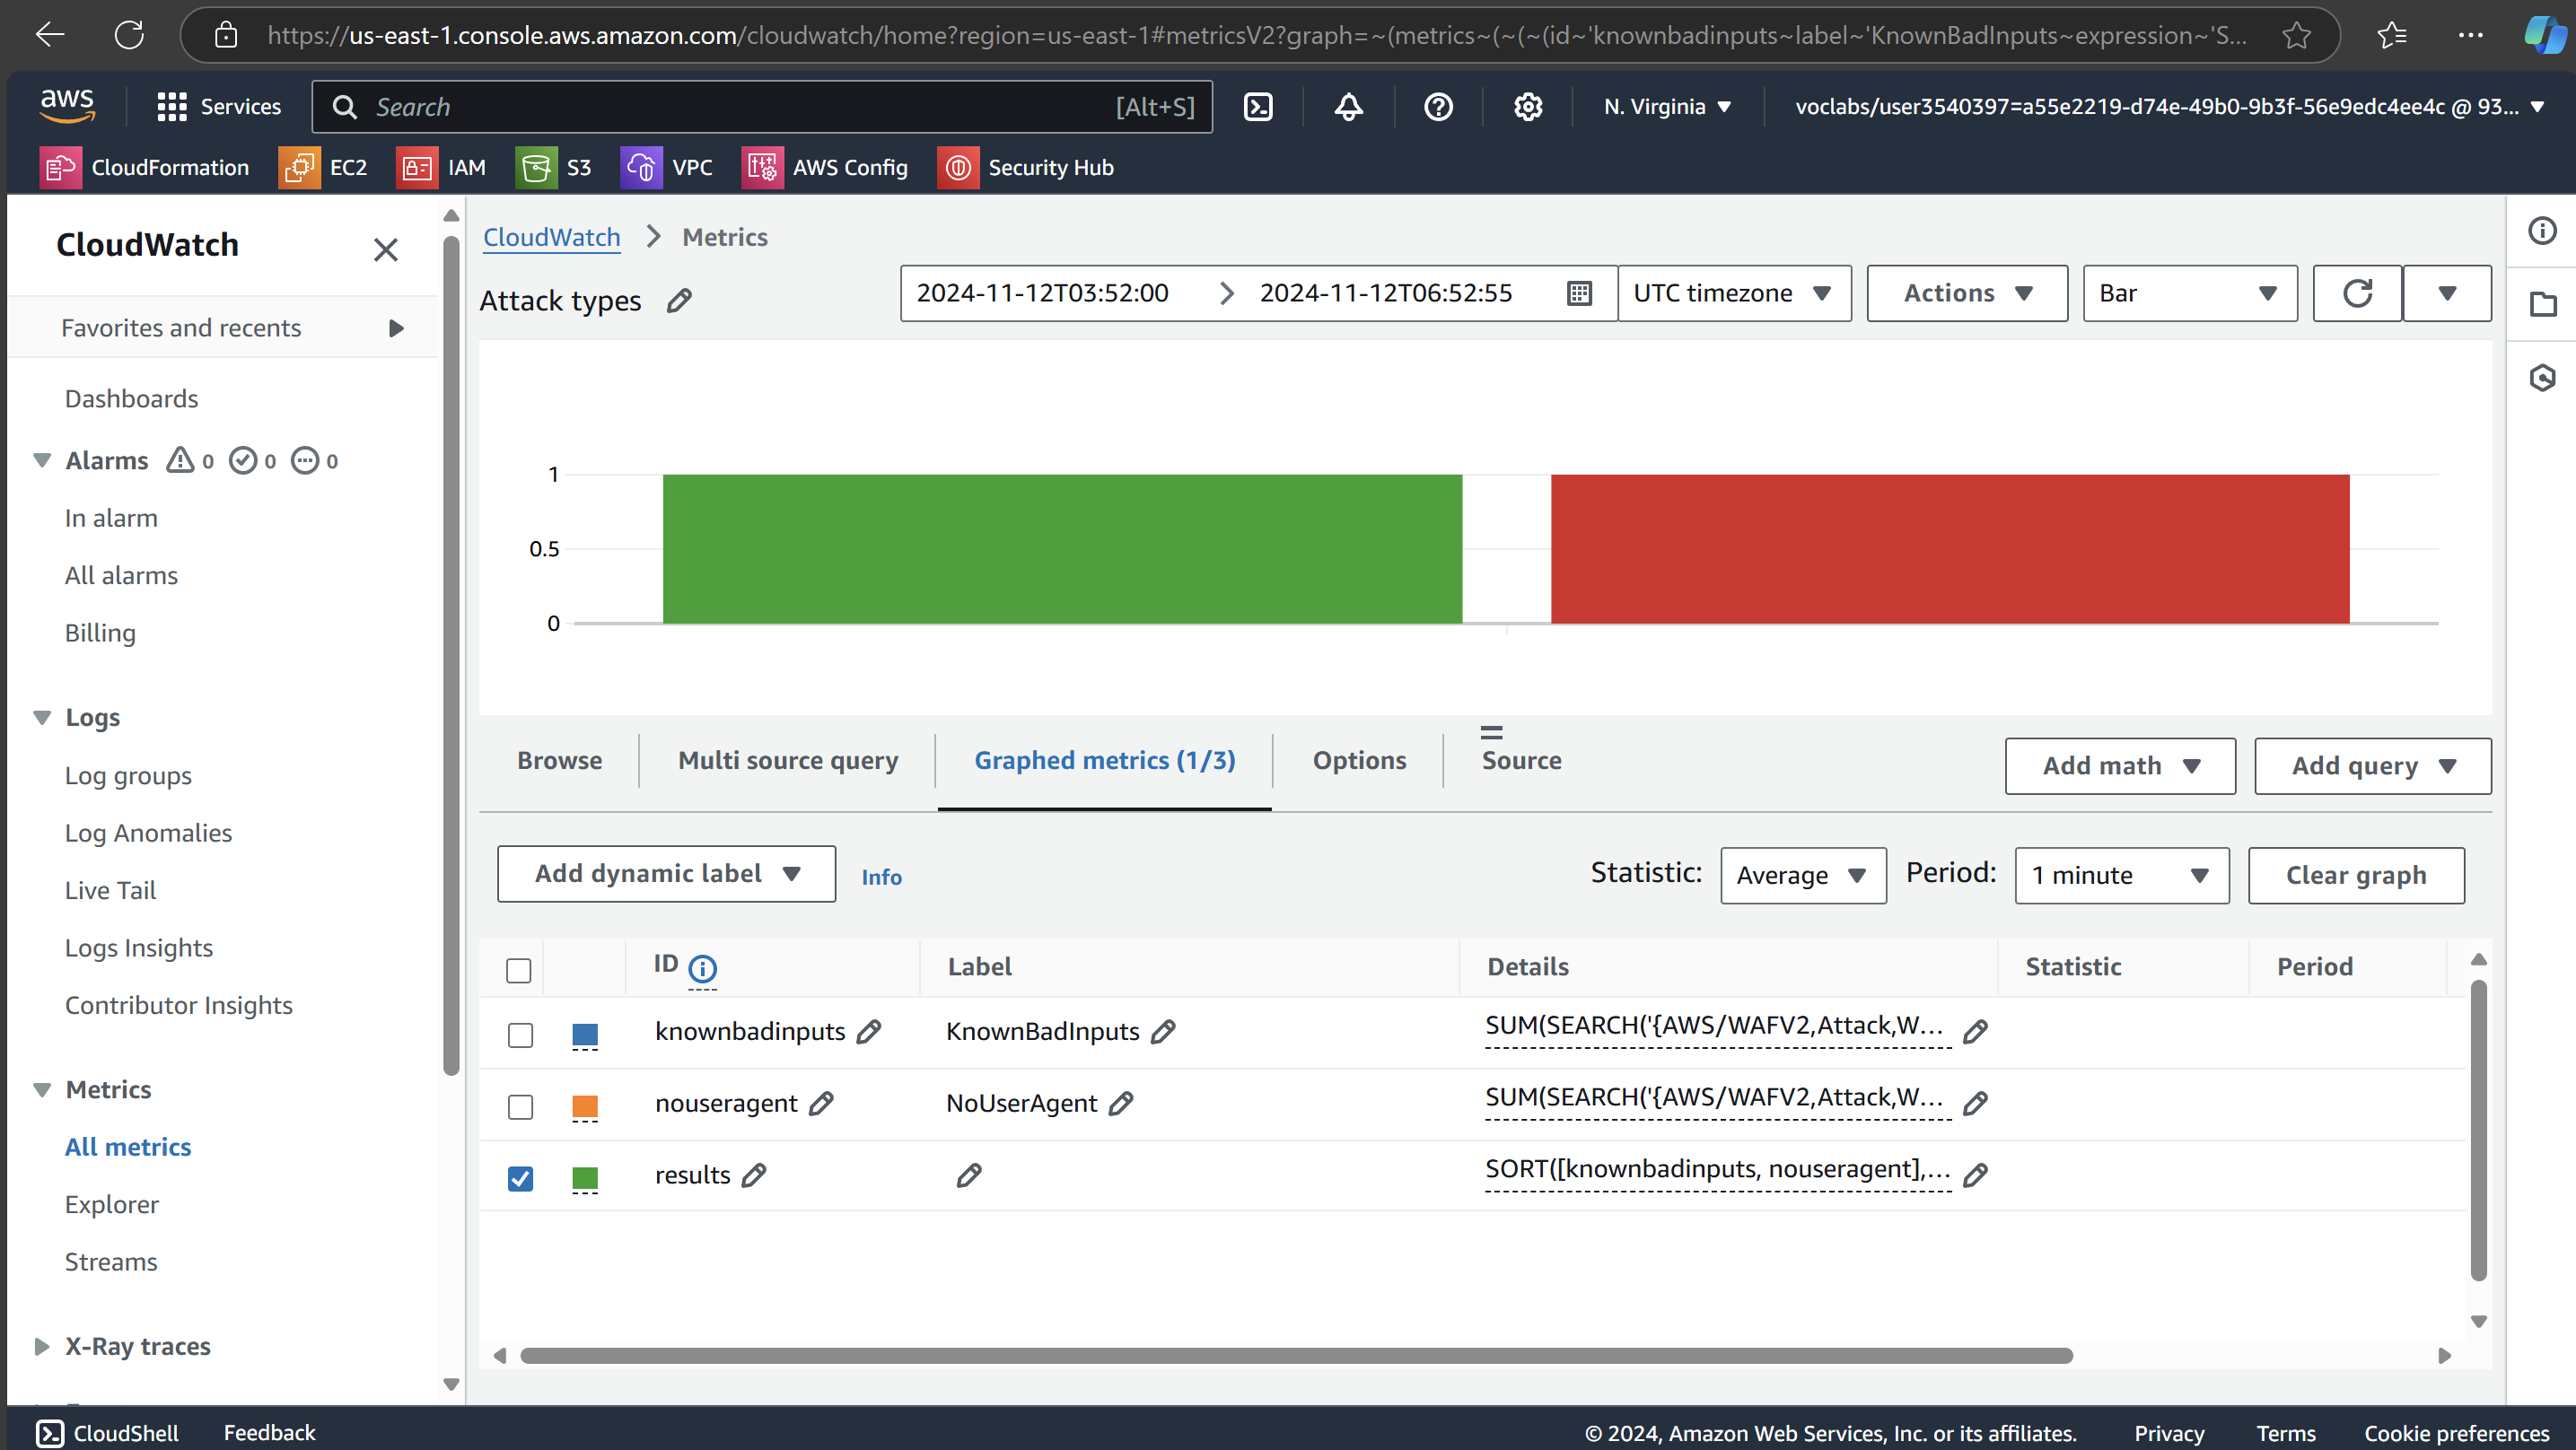 https://us-east-1.console.aws.amazon.com/cloudwatch/home?region=us-east-1#metricsV2?graph=~(metrics~(~(~(id~'knownbadinputs~label~'KnownBadInputs~expression~'S...
aws
Services
Search
[Alt+S]
N. Virginia
voclabs/user3540397=a55e2219-d74e-49b0-9b3f-56e9edc4ee4c @ 93...
CloudFormation
EC2
IAM
S3
VPC
AWS Config
Security Hub
CloudWatch
Favorites and recents
Dashboards
Alarms 0 0 0
In alarm
All alarms
Billing
Logs
Log groups
Log Anomalies
Live Tail
Logs Insights
Contributor Insights
Metrics
All metrics
Explorer
Streams
X-Ray traces
CloudWatch
Metrics
Attack types
2024-11-12T03:52:00
2024-11-12T06:52:55
UTC timezone
Actions
Bar
1
0.5
0
Browse
Multi source query
Graphed metrics (1/3)
Options
Source
Add math
Add query
Add dynamic label
Info
Statistic:
Average
Period:
1 minute
Clear graph
ID
Label
Details
Statistic
Period
knownbadinputs
KnownBadInputs
SUM(SEARCH('{AWS/WAFV2,Attack,W...
nouseragent
NoUserAgent
SUM(SEARCH('{AWS/WAFV2,Attack,W...
results
SORT([knownbadinputs, nouseragent],...
CloudShell
Feedback
© 2024, Amazon Web Services, Inc. or its affiliates.
Privacy
Terms
Cookie preferences